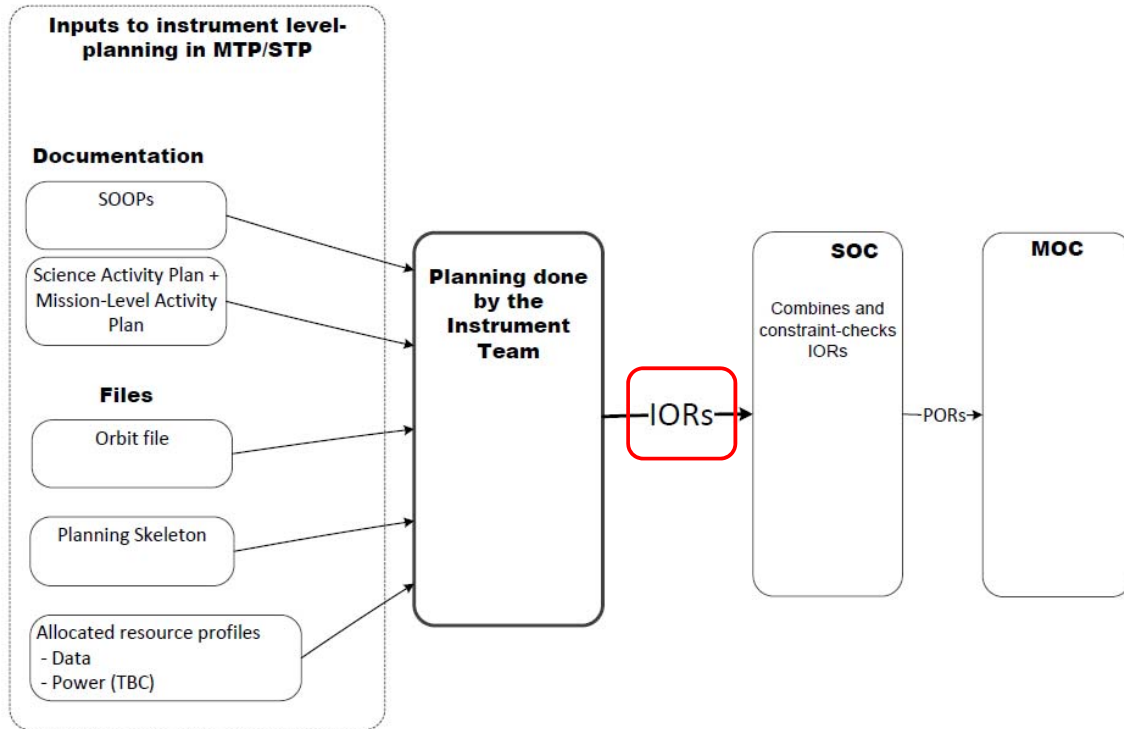 Inputs to instrument level-
planning in MTP/STP
Documentation
SOOPs
Science Activity Plan +
Mission-Level Activity
Plan
Files
Orbit file
Planning Skeleton
Allocated resource profiles
- Data
- Power (TBC)
Planning done
by the
Instrument
Team
IORs
SOC
Combines and
constraint-checks
IORs
PORs
MOC